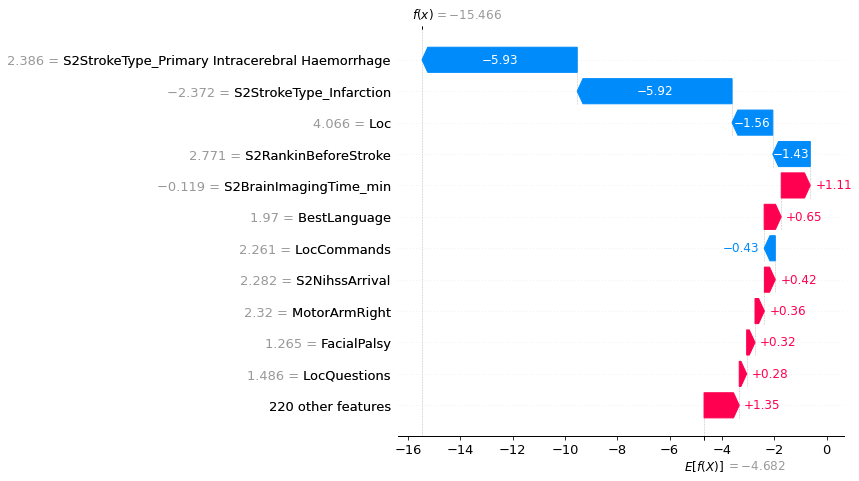 f(x) = −15.466
2.386 = S2StrokeType_Primary Intracerebral Haemorrhage
−5.93
−2.372 = S2StrokeType_Infarction
−5.92
4.066 = Loc
−1.56
2.771 = S2RankinBeforeStroke
−1.43
−0.119 = S2BrainImagingTime_min
+1.11
1.97 = BestLanguage
+0.65
2.261 = LocCommands
−0.43
2.282 = S2NihssArrival
+0.42
2.32 = MotorArmRight
+0.36
1.265 = FacialPalsy
+0.32
1.486 = LocQuestions
+0.28
220 other features
+1.35
−16 −14 −12 −10 −8 −6 −4 −2 0
E[f(X)] = −4.682